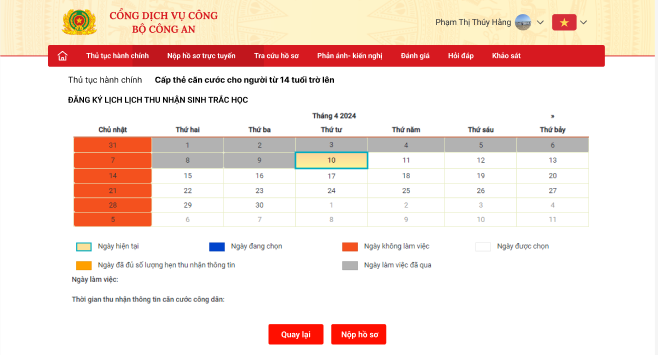 CỔNG DỊCH VỤ CÔNG
BỘ CÔNG AN
Phạm Thị Thúy Hằng
Thủ tục hành chính Nộp hồ sơ trực tuyến Tra cứu hồ sơ Phản ánh- kiến nghị Đánh giá Hỏi đáp Khảo sát
Thủ tục hành chính Cấp thẻ căn cước cho người từ 14 tuổi trở lên
ĐĂNG KÝ LỊCH LỊCH THU NHẬN SINH TRẮC HỌC
Tháng 4 2024 »
Chủ nhật Thứ hai Thứ ba Thứ tư Thứ năm Thứ sáu Thứ bảy
31 1 2 3 4 5 6
7 8 9 10 11 12 13
14 15 16 17 18 19 20
21 22 23 24 25 26 27
28 29 30 1 2 3 4
5 6 7 8 9 10 11
Ngày hiện tại Ngày đang chọn Ngày không làm việc Ngày được chọn
Ngày đã đủ số lượng hẹn thu nhận thông tin Ngày làm việc đã qua
Ngày làm việc:
Thời gian thu nhận thông tin căn cước công dân:
Quay lại Nộp hồ sơ